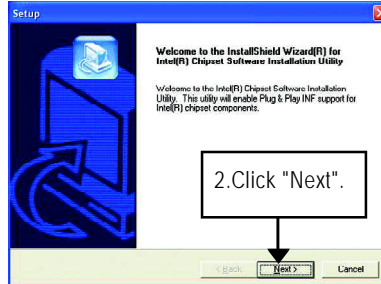 Setup
Welcome to the InstallShield Wizard(R) for
Intel(R) Chipset Software Installation Utility
Welcome to the Intel(R) Chipset Software Installation
Utility. This utility will enable Plug & Play INF support for
Intel(R) chipset components.
2.Click "Next".
< Back
Next >
Cancel